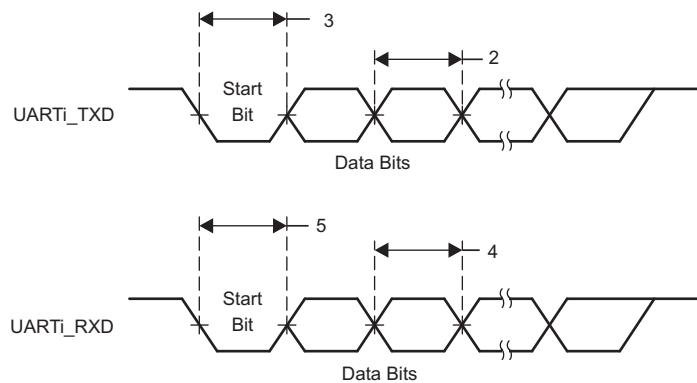 3
2
Start
Bit
UARTi_TXD
Data Bits
5
4
Start
Bit
UARTi_RXD
Data Bits